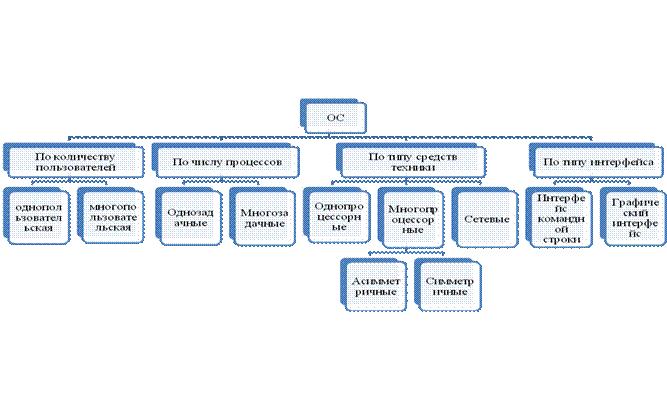 ОС
По количеству
пользователей
По числу процессов
По типу средств
техники
По типу интерфейса
однопол
ьзовател
ьская
многопо
льзовате
льская
Однозад
ачные
Многоза
дачные
Однопро
цессорн
ые
Многопр
оцессор
ные
Сетевые
Интерфе
йс
командн
ой
строки
Графиче
ский
интерфе
йс
Асиммет
ричные
Симметр
ичные